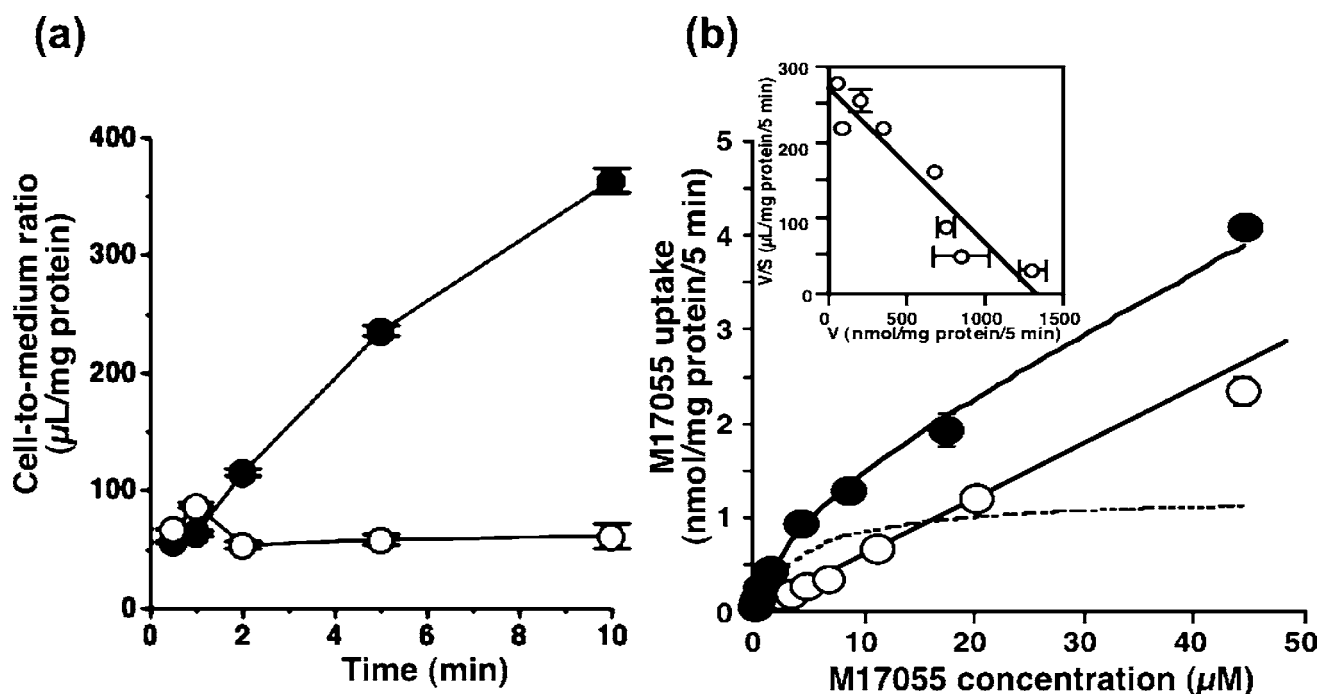 (a)
Cell-to-medium ratio
(µL/mg protein)
400
300
200
100
0
0 2 4 6 8 10
Time (min)
(b)
M17055 uptake
(nmol/mg protein/5 min)
5
4
3
2
1
0
0 10 20 30 40 50
M17055 concentration (µM)
V/S (µL/mg protein/5 min)
300
200
100
0
0 500 1000 1500
V (nmol/mg protein/5 min)